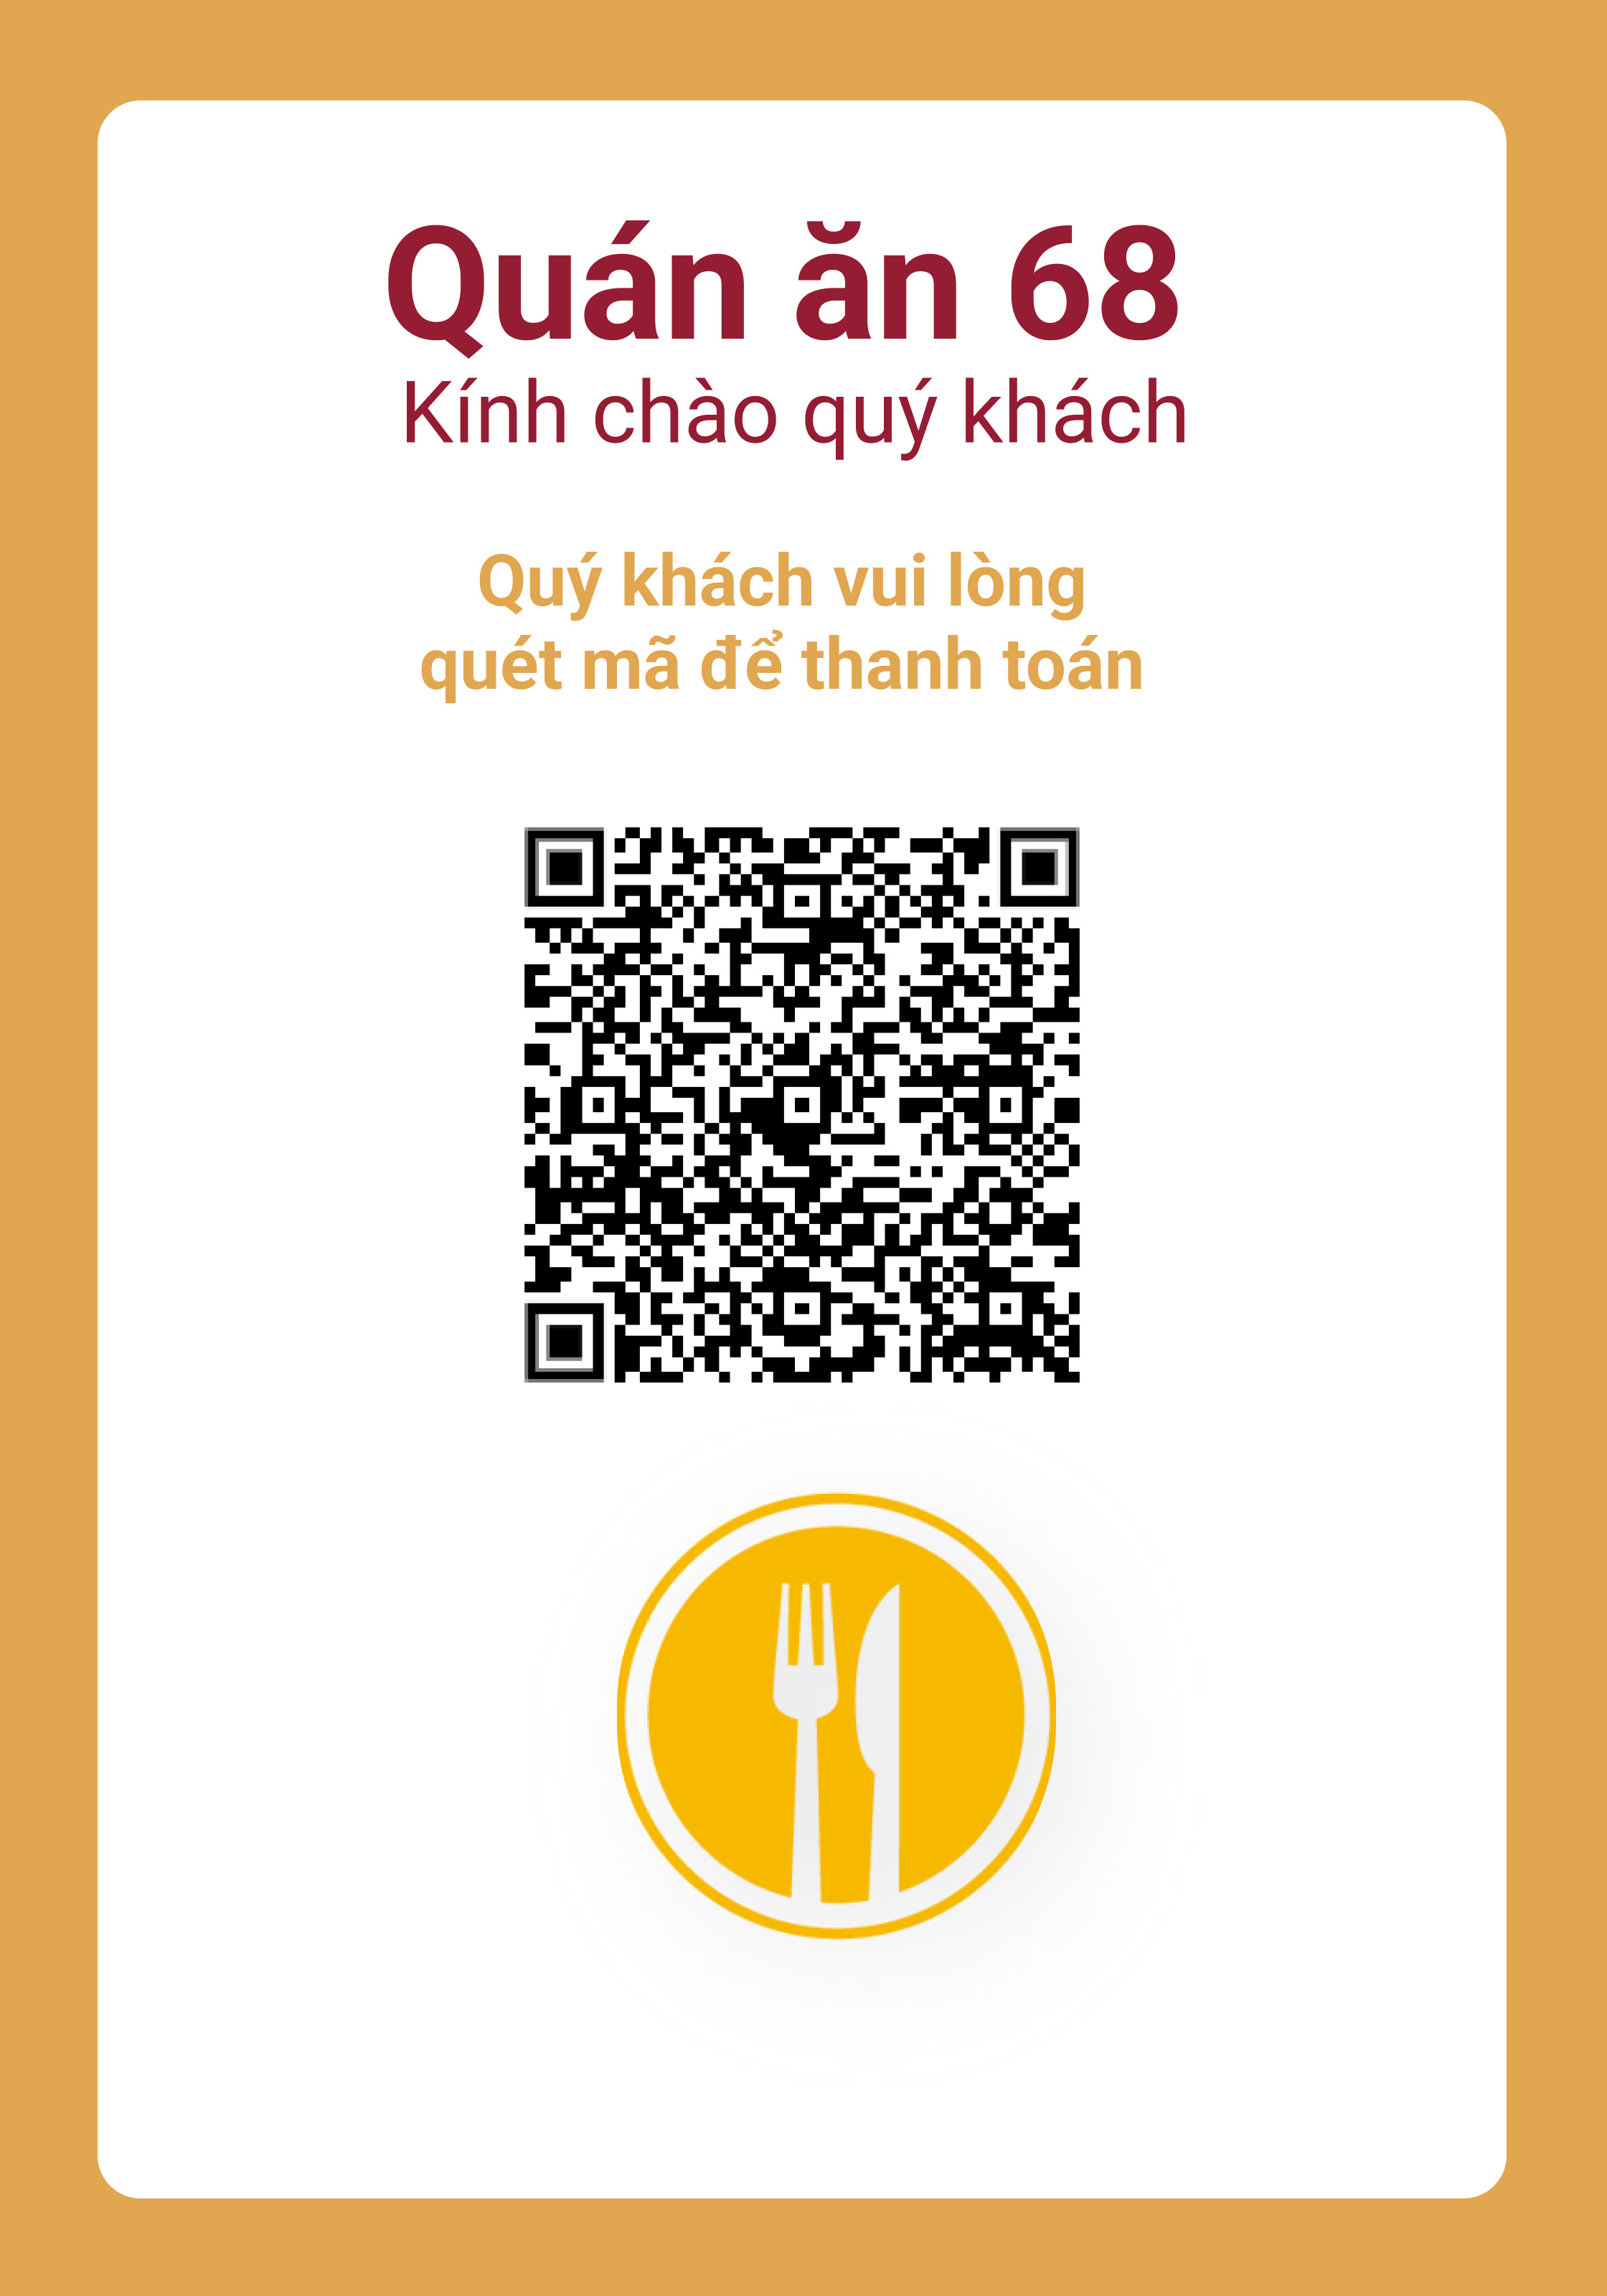 Quán ăn 68
Kính chào quý khách
Quý khách vui lòng
quét mã để thanh toán